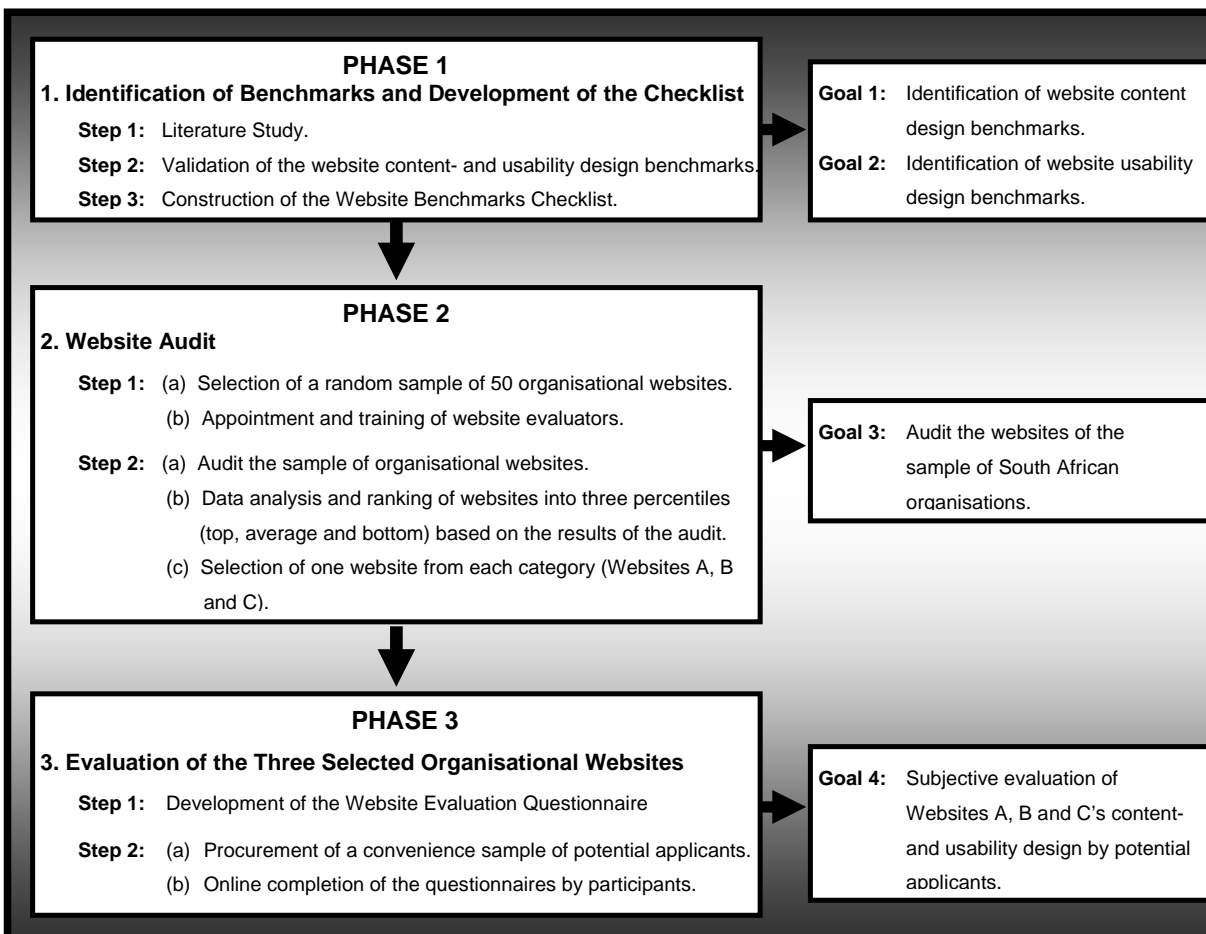 PHASE 1
1. Identification of Benchmarks and Development of the Checklist
Step 1: Literature Study.
Step 2: Validation of the website content- and usability design benchmarks.
Step 3: Construction of the Website Benchmarks Checklist.
Goal 1: Identification of website content
design benchmarks.
Goal 2: Identification of website usability
design benchmarks.
PHASE 2
2. Website Audit
Step 1: (a) Selection of a random sample of 50 organisational websites.
(b) Appointment and training of website evaluators.
Step 2: (a) Audit the sample of organisational websites.
(b) Data analysis and ranking of websites into three percentiles
(top, average and bottom) based on the results of the audit.
(c) Selection of one website from each category (Websites A, B
and C).
Goal 3: Audit the websites of the
sample of South African
organisations.
PHASE 3
3. Evaluation of the Three Selected Organisational Websites
Step 1: Development of the Website Evaluation Questionnaire
Step 2: (a) Procurement of a convenience sample of potential applicants.
(b) Online completion of the questionnaires by participants.
Goal 4: Subjective evaluation of
Websites A, B and C’s content-
and usability design by potential
applicants.